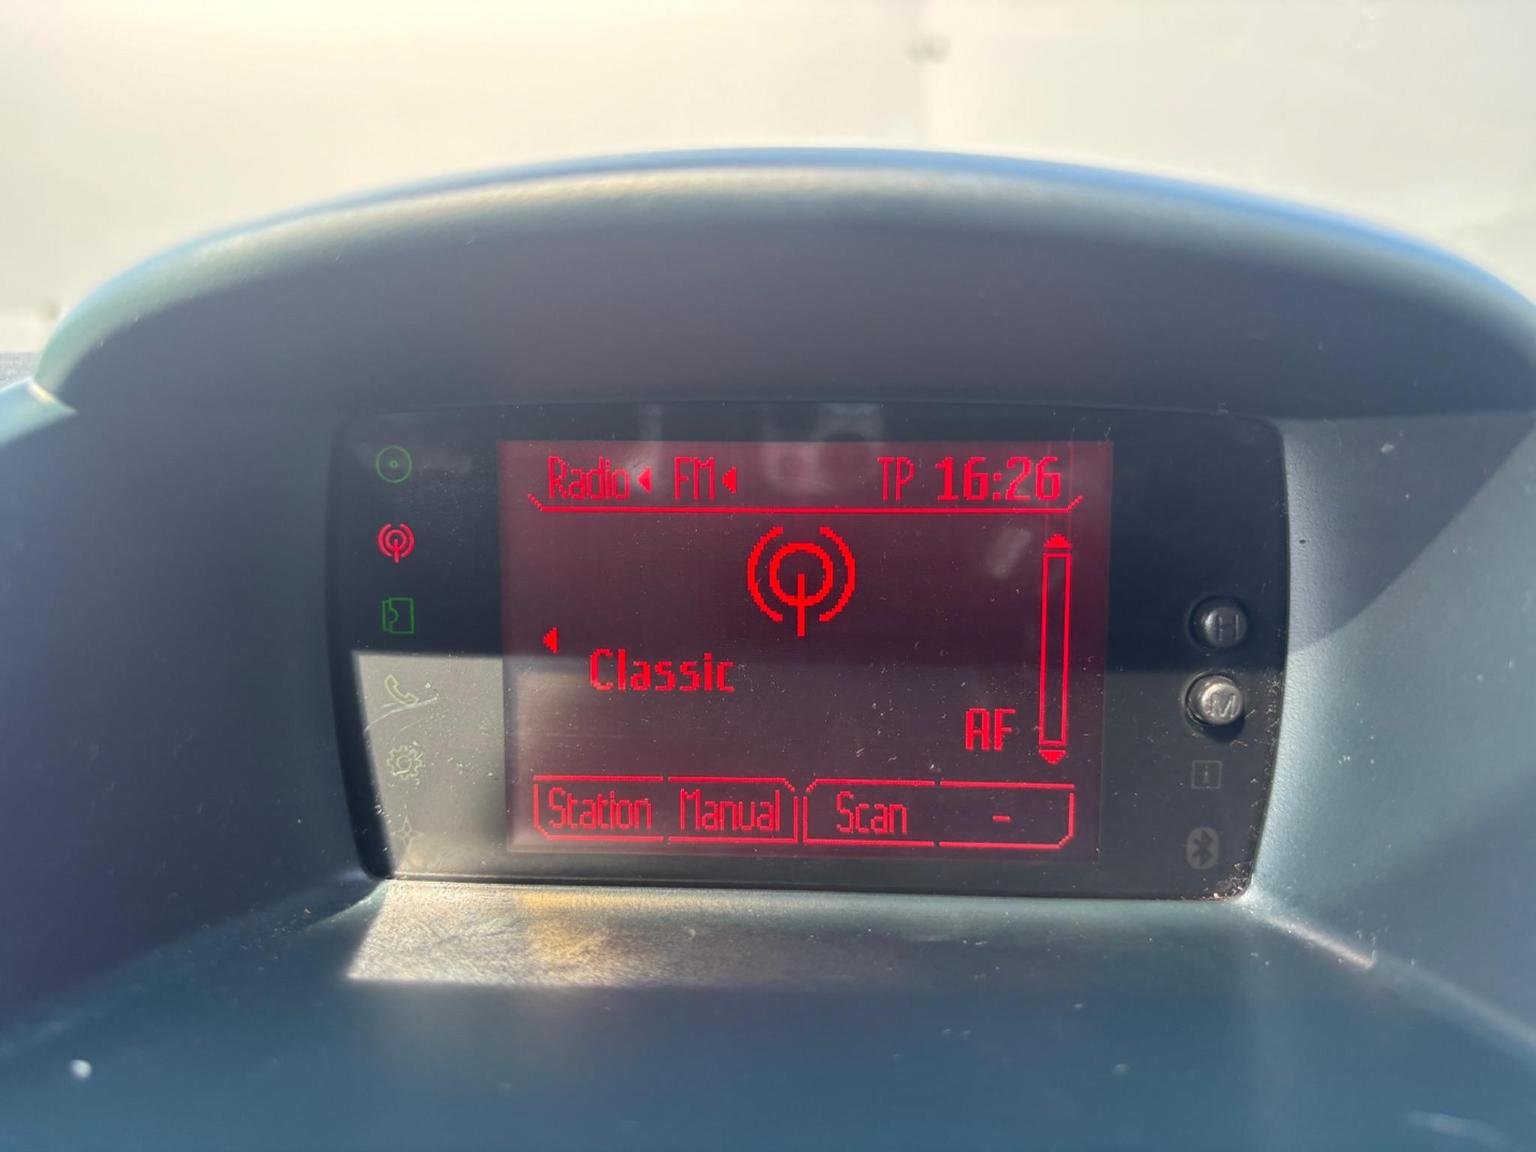 Radio FM TP 16:26
Classic
AF
Station Manual Scan -
H
M
i